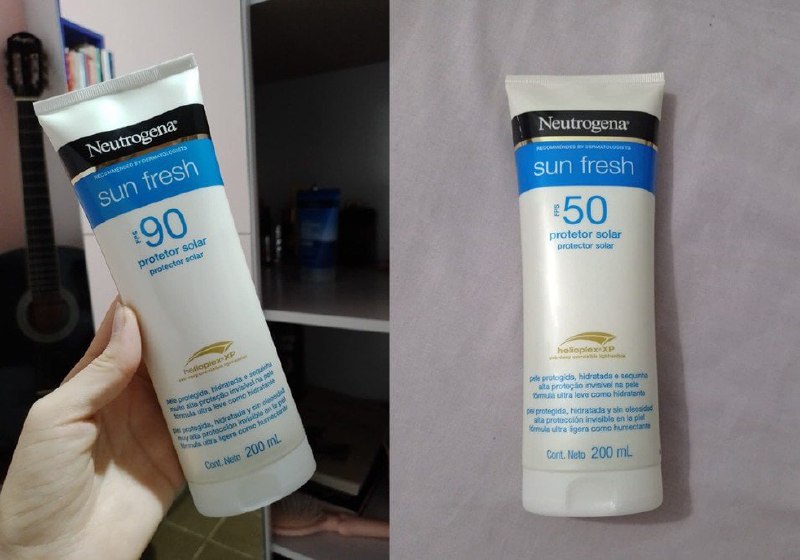 Neutrogena®
RECOMMENDED BY DERMATOLOGISTS
sun fresh
FPS 90
protetor solar
protector solar
helioplex® XP
pele protegida, hidratada e sequinha
muito alta proteção invisível na pele
fórmula ultra leve como hidratante
piel protegida, hidratada y sin oleosidad
muy alta protección invisible en la piel
fórmula ultra ligera como humectante
Cont. Neto 200 mL
Neutrogena®
RECOMMENDED BY DERMATOLOGISTS
sun fresh
FPS 50
protetor solar
protector solar
helioplex® XP
pele protegida, hidratada e sequinha
alta proteção invisível na pele
fórmula ultra leve como hidratante
piel protegida, hidratada y sin oleosidad
alta protección invisible en la piel
fórmula ultra ligera como humectante
Cont. Neto 200 mL